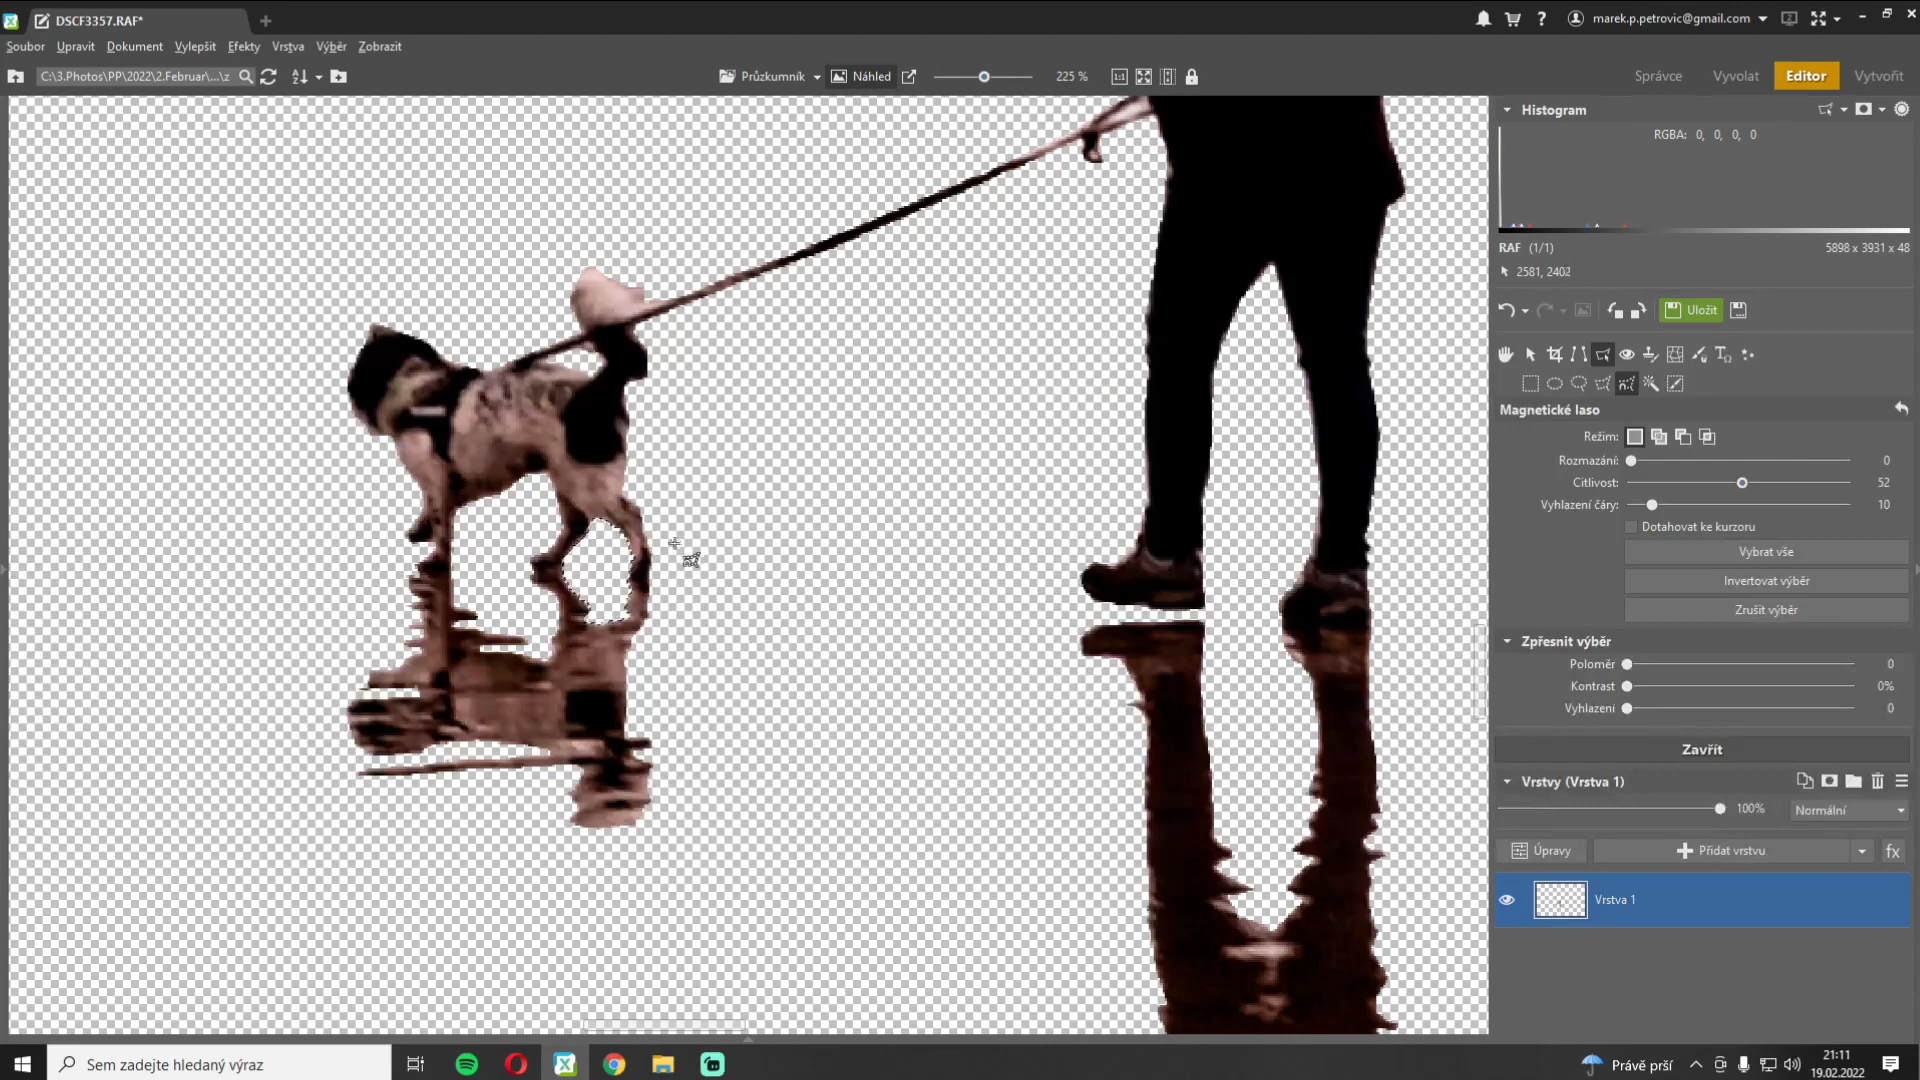 DSCF3357.RAF*
marek.p.petrovic@gmail.com
Soubor Upravit Dokument Vylepšit Efekty Vrstva Výběr Zobrazit
C:\3.Photos\PP\2022\2.Februar\...\z
Průzkumník Náhled 225 % 1:1 Správce Vyvolat Editor Vytvořit
Histogram
RGBA: 0, 0, 0, 0
RAF (1/1) 5898 x 3931 x 48
2581, 2402
Uložit
Magnetické laso
Režim:
Rozmazání: 0
Citlivost: 52
Vyhlazení čáry: 10
Dotahovat ke kurzoru
Vybrat vše
Invertovat výběr
Zrušit výběr
Zpřesnit výběr
Poloměr 0
Kontrast 0%
Vyhlazení 0
Zavřít
Vrstvy (Vrstva 1)
100% Normální
Úpravy Přidat vrstvu fx
Vrstva 1
Sem zadejte hledaný výraz
Právě prší
21:11
19.02.2022